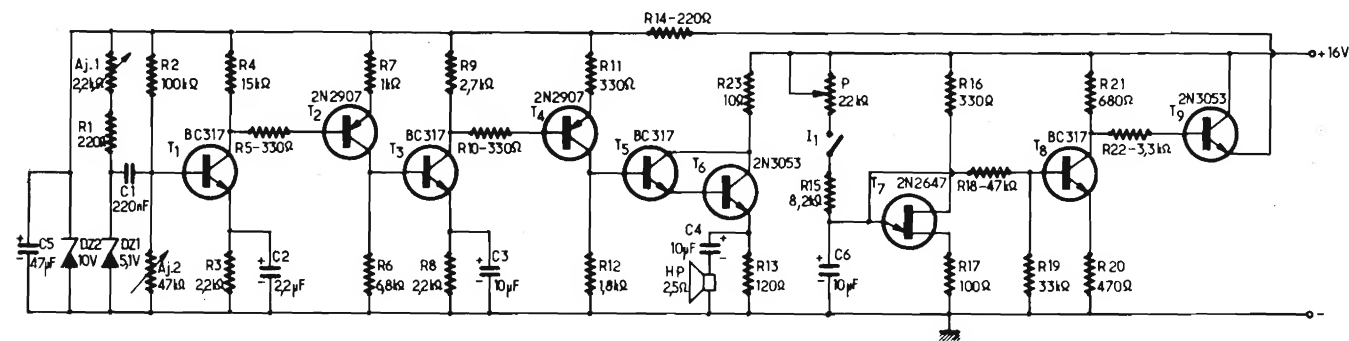 R14-220Ω
+16V
Aj.1
2,2kΩ
R2
100kΩ
R4
15kΩ
R7
1kΩ
R9
2,7kΩ
R11
330Ω
R23
10Ω
P
22kΩ
R16
330Ω
R21
680Ω
2N3053
T9
R1
220Ω
BC317
T1
R5-330Ω
2N2907
T2
BC317
T3
R10-330Ω
2N2907
T4
BC317
T5
T6
2N3053
I1
R15
8,2kΩ
T7
2N2647
R18-47kΩ
BC317
T8
R22-3,3kΩ
C1
220nF
+
C5
-
47µF
DZ2
10V
DZ1
5,1V
Aj.2
47kΩ
R3
2,2kΩ
+
C2
-
2,2µF
R6
6,8kΩ
R8
2,2kΩ
+
C3
-
10µF
R12
1,8kΩ
C4
10µF
+
-
HP
2,5Ω
R13
120Ω
C6
+
-
10µF
R17
100Ω
R19
33kΩ
R20
470Ω
-